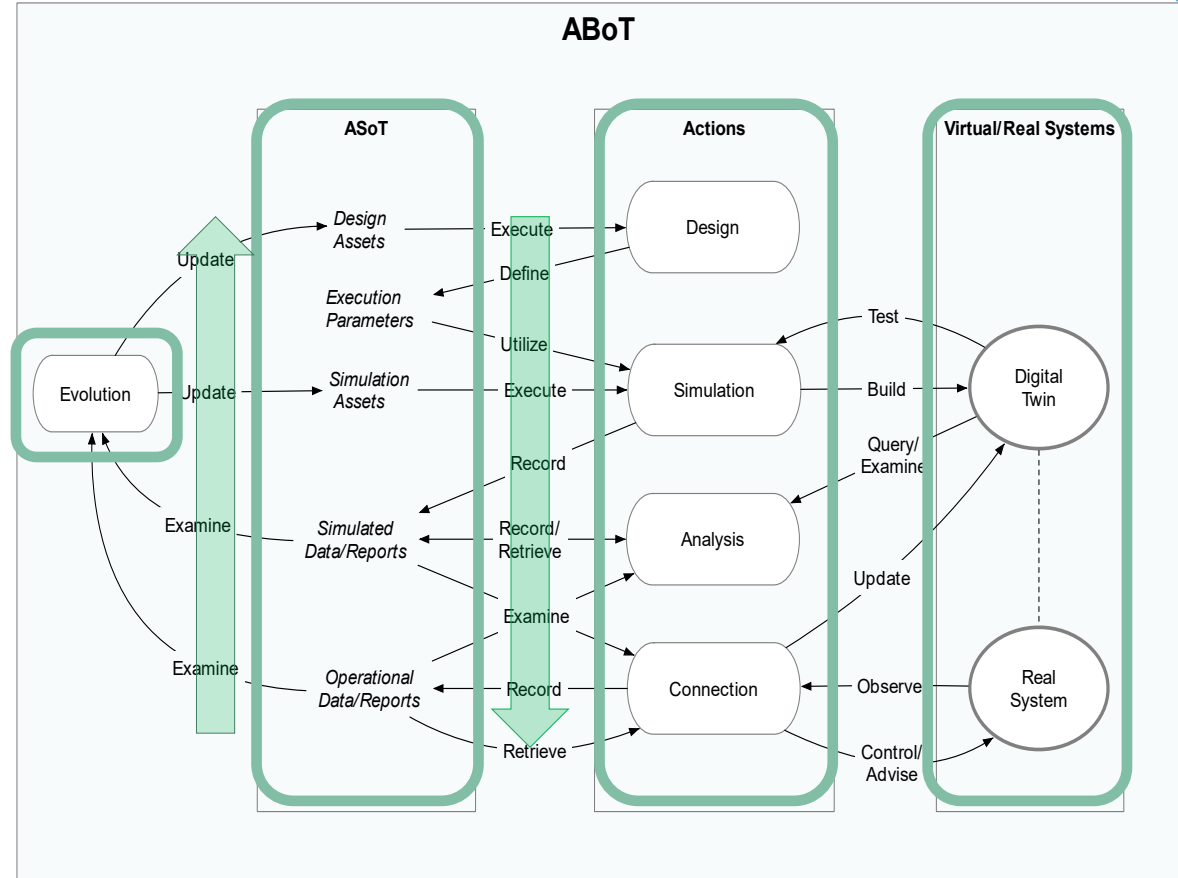 ABoT
ASoT
Actions
Virtual/Real Systems
Design
Assets
Execute
Design
Update
Define
Execution
Parameters
Test
Utilize
Evolution
Update
Simulation
Assets
Execute
Simulation
Build
Digital
Twin
Query/
Examine
Record
Examine
Simulated
Data/Reports
Record/
Retrieve
Analysis
Update
Examine
Examine
Operational
Data/Reports
Record
Connection
Observe
Real
System
Retrieve
Control/
Advise